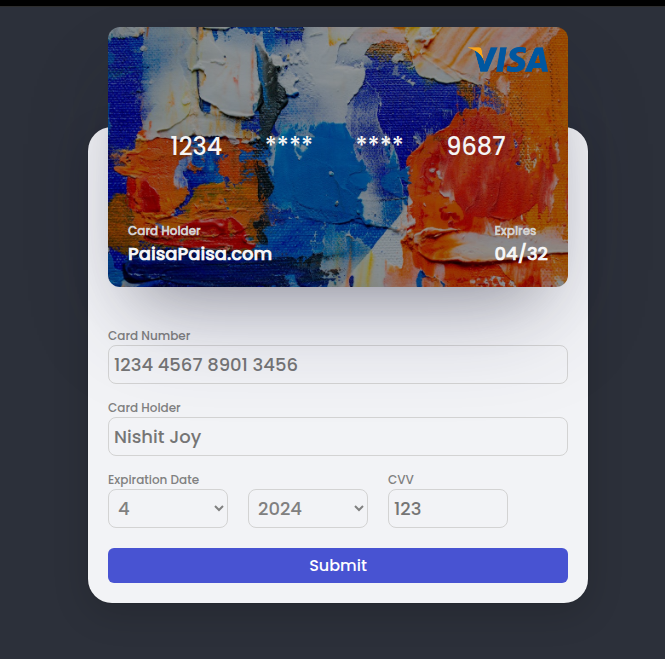 VISA
1234 **** **** 9687
Card Holder Expires
PaisaPaisa.com 04/32
Card Number
1234 4567 8901 3456
Card Holder
Nishit Joy
Expiration Date CVV
4 2024 123
Submit